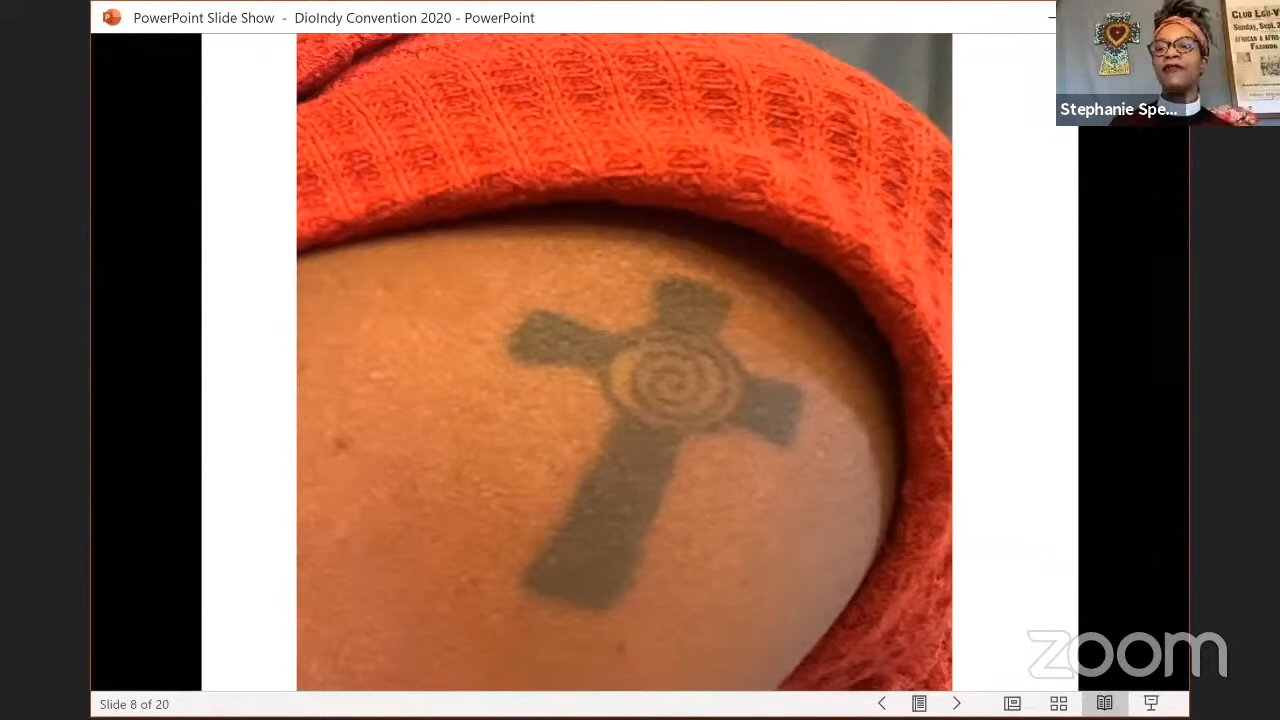 PowerPoint Slide Show - DioIndy Convention 2020 - PowerPoint
CLUB
Sunday, Sept.
AFRICAN &
FASHION
Stephanie Spe...
zoom
Slide 8 of 20